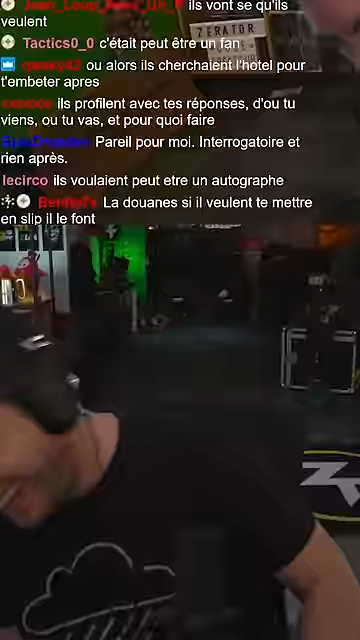 ils vont se qu'ils
veulent
Tactics0_0 c'était peut être un fan
ou alors ils cherchaient l'hotel pour
t'embeter apres
ils profilent avec tes réponses, d'ou tu
viens, ou tu vas, et pour quoi faire
Pareil pour moi. Interrogatoire et
rien après.
lecirco ils voulaient peut etre un autographe
La douanes si il veulent te mettre
en slip il le font
ZERATOR